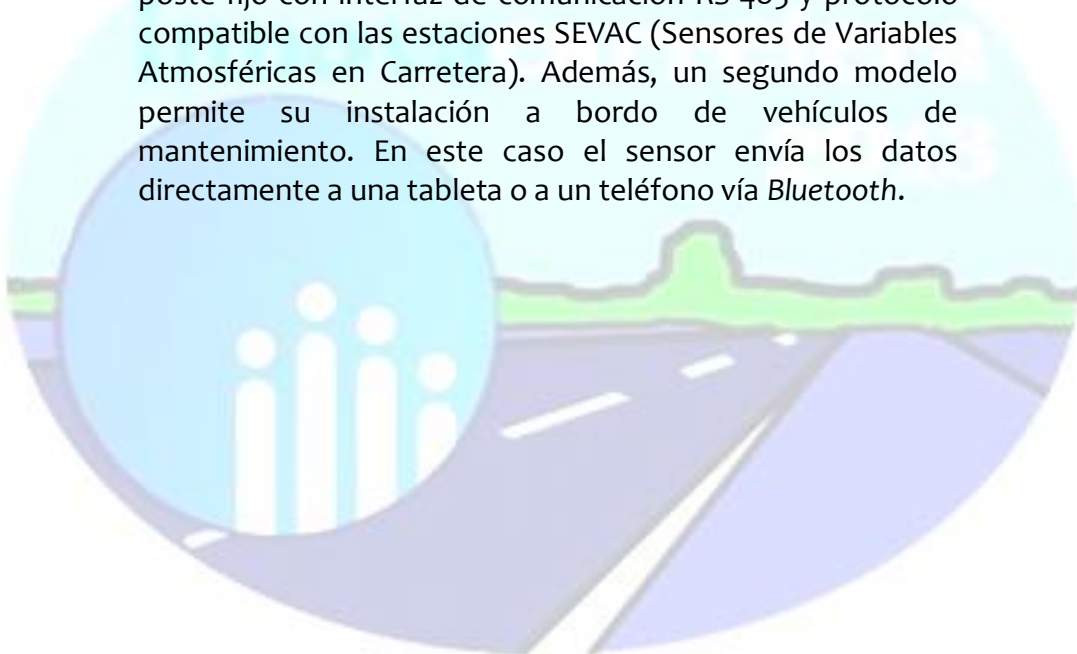 poste fijo con interfaz de comunicación RS-485 y protocolo
compatible con las estaciones SEVAC (Sensores de Variables
Atmosféricas en Carretera). Además, un segundo modelo
permite su instalación a bordo de vehículos de
mantenimiento. En este caso el sensor envía los datos
directamente a una tableta o a un teléfono vía Bluetooth.